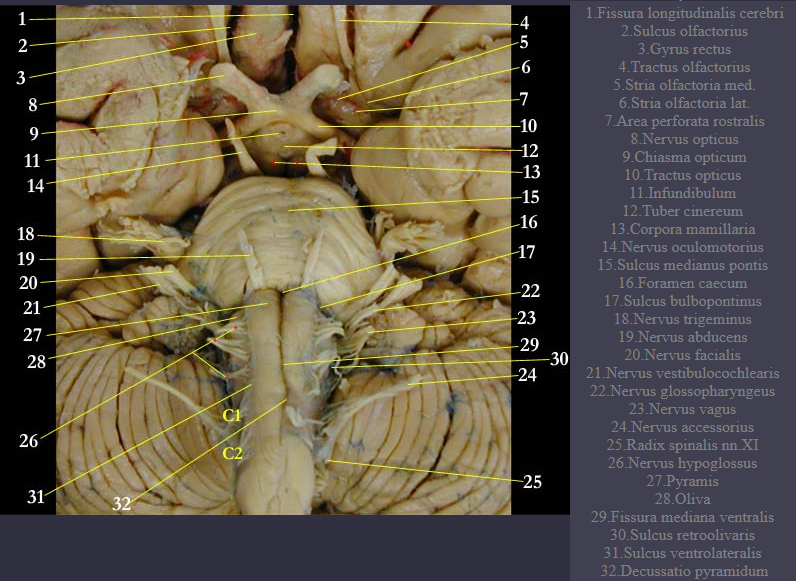 1
2
3
8
9
11
14
18
19
20
21
27
28
26
31
32
C1
C2
4
5
6
7
10
12
13
15
16
17
22
23
29
30
24
25
1.Fissura longitudinalis cerebri
2.Sulcus olfactorius
3.Gyrus rectus
4.Tractus olfactorius
5.Stria olfactoria med.
6.Stria olfactoria lat.
7.Area perforata rostralis
8.Nervus opticus
9.Chiasma opticum
10.Tractus opticus
11.Infundibulum
12.Tuber cinereum
13.Corpora mamillaria
14.Nervus oculomotorius
15.Sulcus medianus pontis
16.Foramen caecum
17.Sulcus bulbopontinus
18.Nervus trigeminus
19.Nervus abducens
20.Nervus facialis
21.Nervus vestibulocochlearis
22.Nervus glossopharyngeus
23.Nervus vagus
24.Nervus accessorius
25.Radix spinalis nn.XI
26.Nervus hypoglossus
27.Pyramis
28.Oliva
29.Fissura mediana ventralis
30.Sulcus retroolivaris
31.Sulcus ventrolateralis
32.Decussatio pyramidum